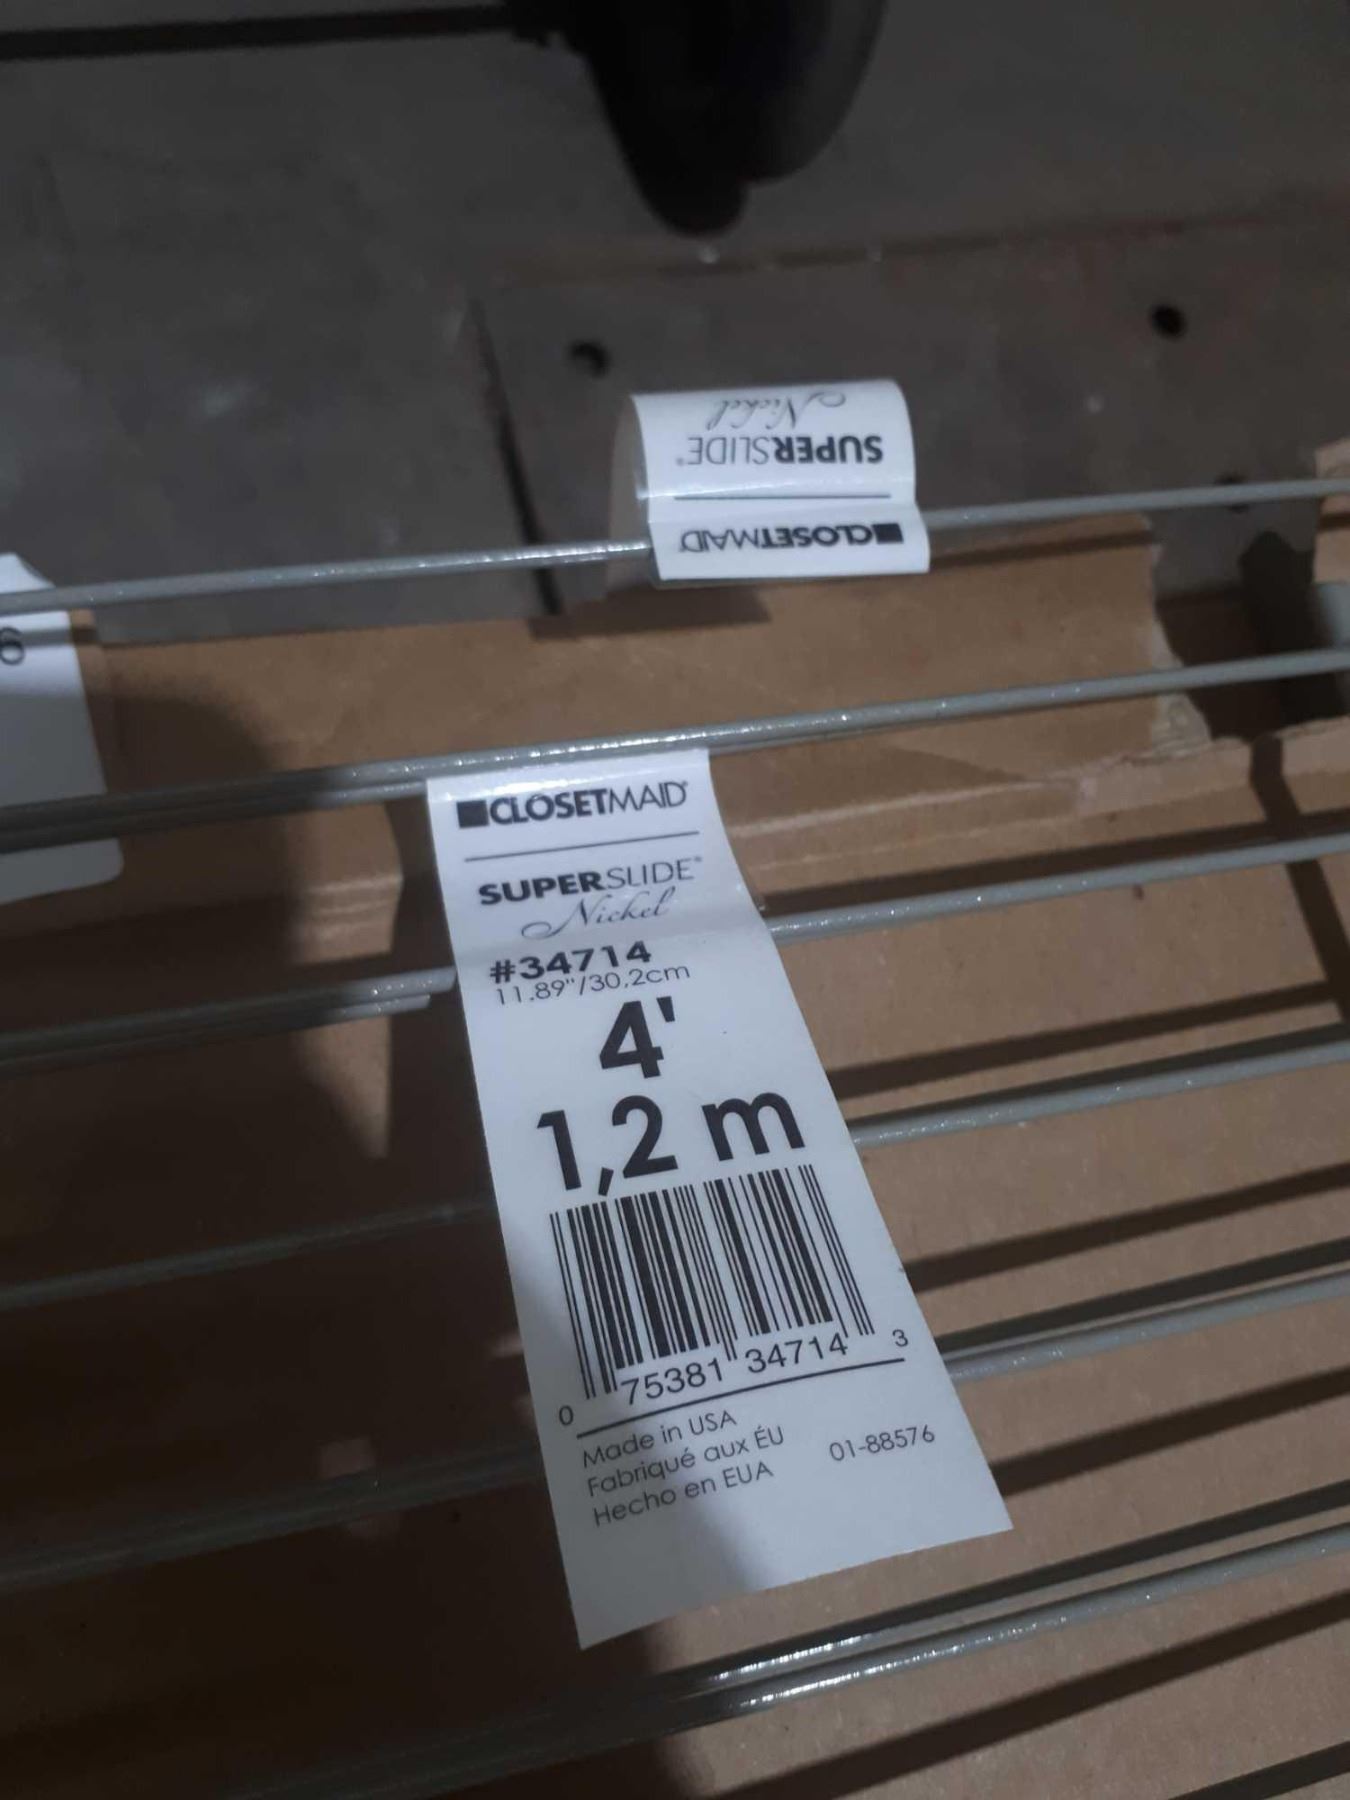 Nickel
SUPERSLIDE®
CLOSETMAID
6
CLOSETMAID®
SUPERSLIDE®
Nickel
#34714
11.89"/30,2cm
4'
1,2 m
0 75381 34714 3
Made in USA
Fabriqué aux ÉU
Hecho en EUA
01-88576